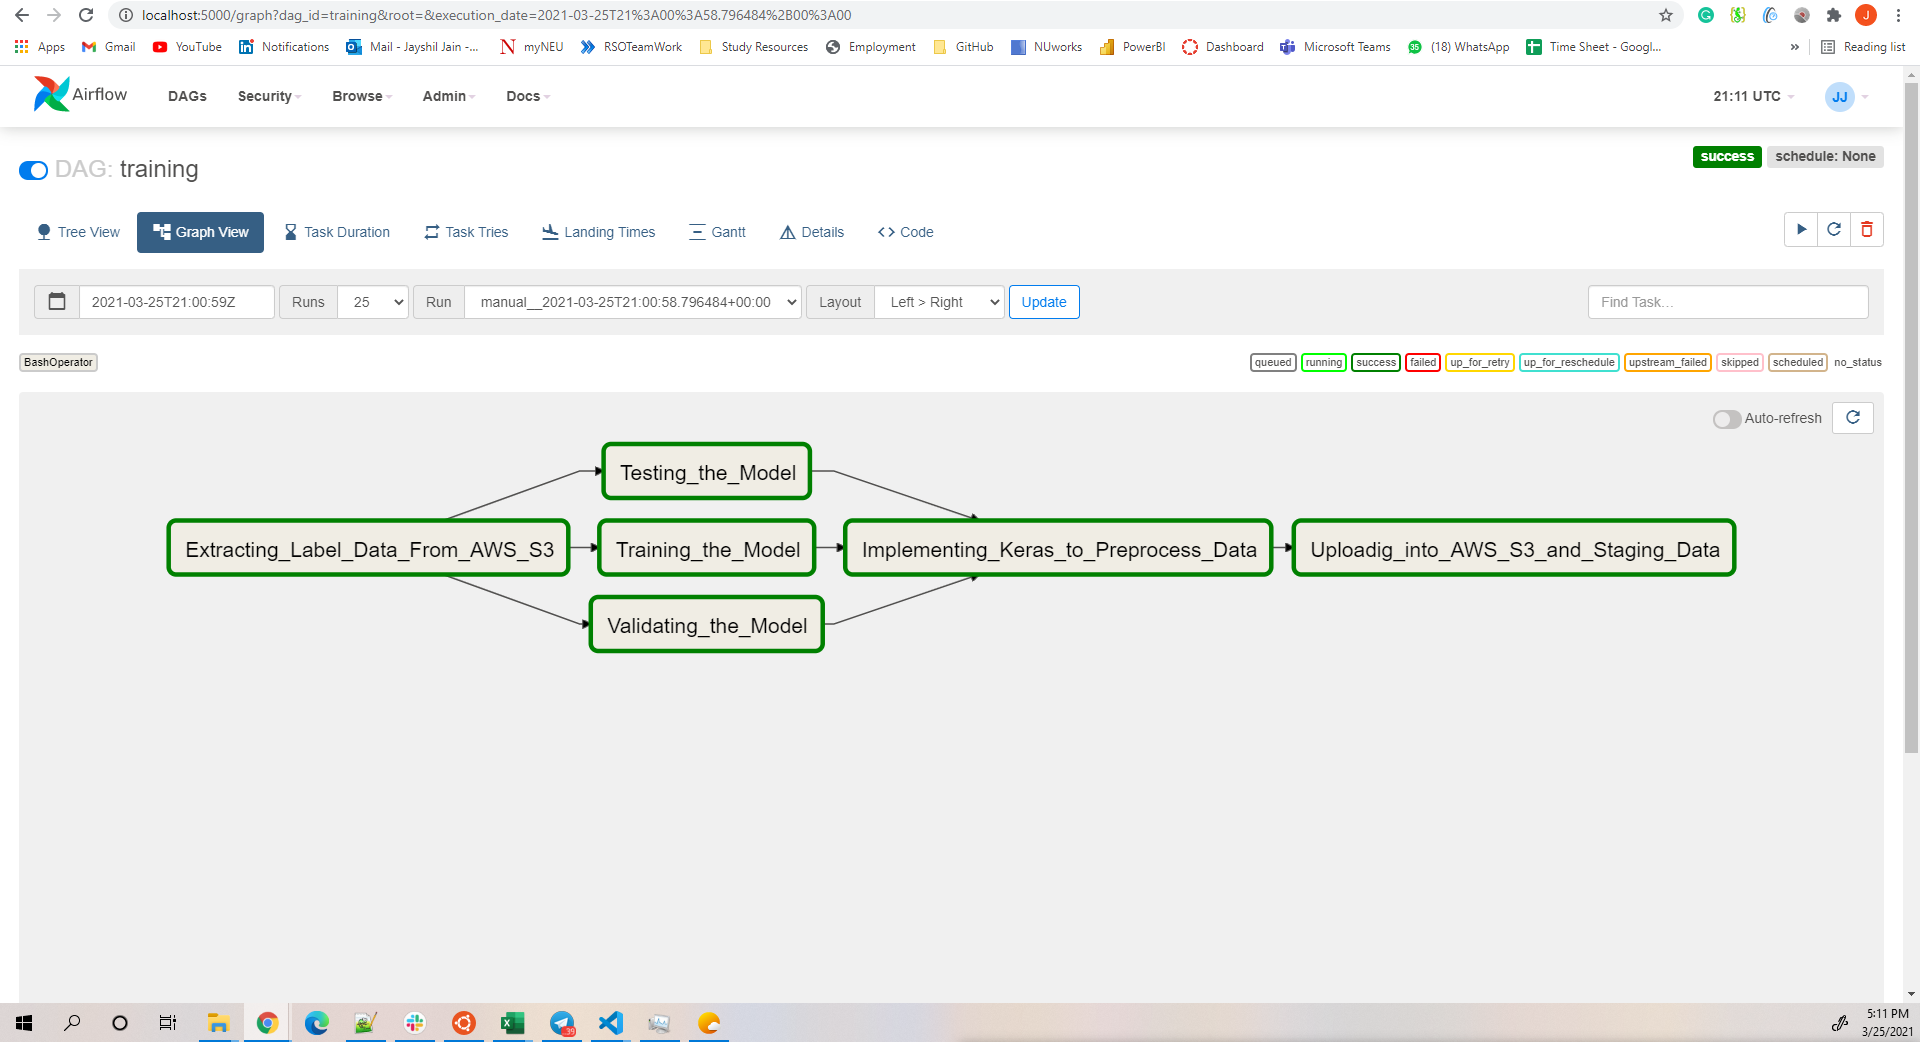 localhost:5000/graph?dag_id=training&root=&execution_date=2021-03-25T21%3A00%3A58.796484%2B00%3A00
J
Apps Gmail YouTube Notifications Mail - Jayshil Jain -... myNEU RSOTeamWork Study Resources Employment GitHub NUworks PowerBI Dashboard Microsoft Teams (18) WhatsApp Time Sheet - Googl... » Reading list
Airflow DAGs Security Browse Admin Docs 21:11 UTC JJ
DAG: training success schedule: None
Tree View Graph View Task Duration Task Tries Landing Times Gantt Details Code
2021-03-25T21:00:59Z Runs 25 Run manual__2021-03-25T21:00:58.796484+00:00 Layout Left > Right Update Find Task...
BashOperator queued running success failed up_for_retry up_for_reschedule upstream_failed skipped scheduled no_status
Auto-refresh
Testing_the_Model
Extracting_Label_Data_From_AWS_S3 Training_the_Model Implementing_Keras_to_Preprocess_Data Uploadig_into_AWS_S3_and_Staging_Data
Validating_the_Model
5:11 PM
3/25/2021